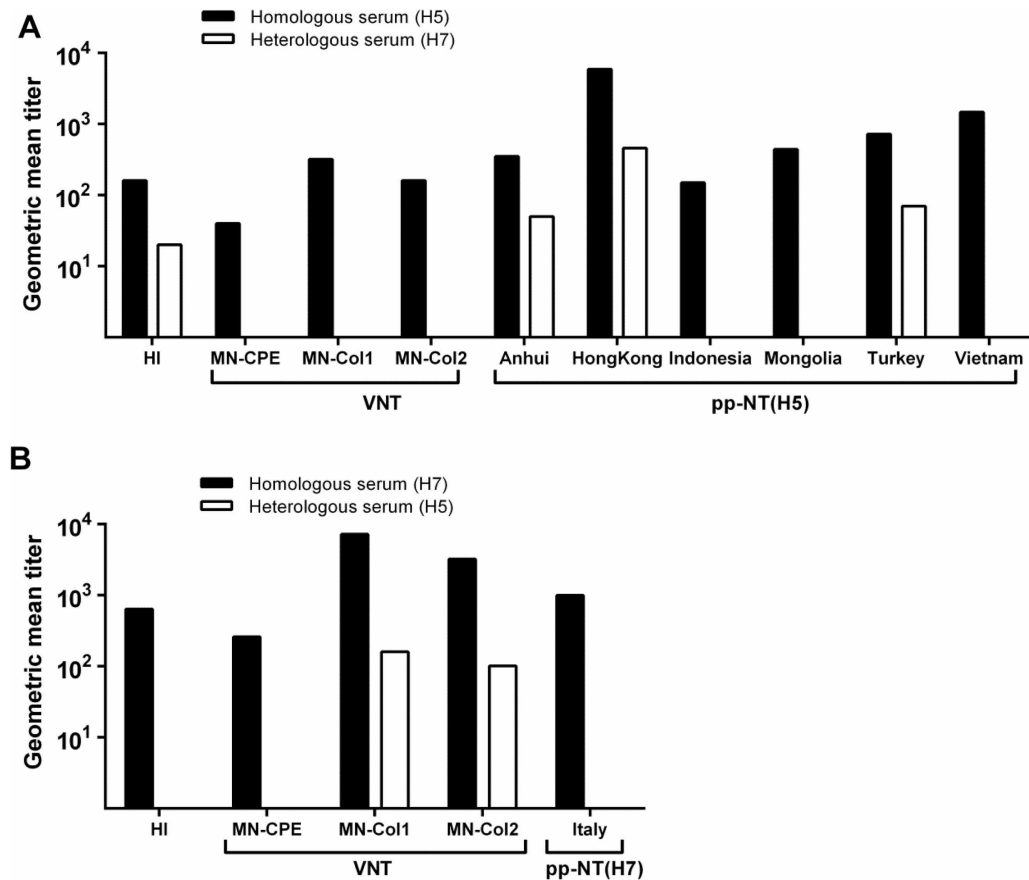 A
Homologous serum (H5)
Heterologous serum (H7)
Geometric mean titer
10⁴
10³
10²
10¹
HI MN-CPE MN-Col1 MN-Col2 Anhui HongKong Indonesia Mongolia Turkey Vietnam
VNT pp-NT(H5)
B
Homologous serum (H7)
Heterologous serum (H5)
Geometric mean titer
10⁴
10³
10²
10¹
HI MN-CPE MN-Col1 MN-Col2 Italy
VNT pp-NT(H7)